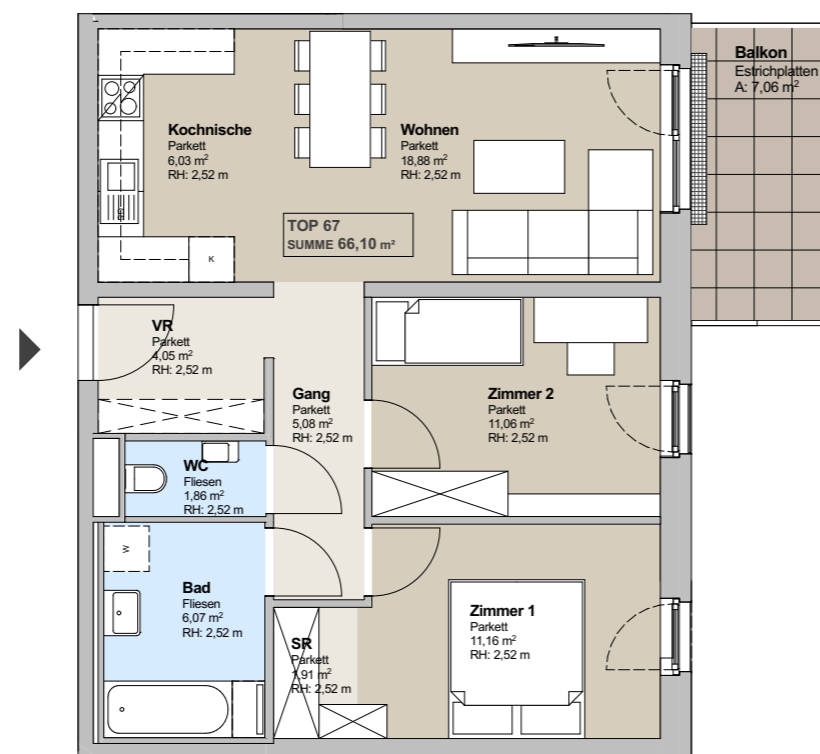 Balkon
Estrichplatten
A: 7,06 m²
Kochnische
Parkett
6,03 m²
RH: 2,52 m
Wohnen
Parkett
18,88 m²
RH: 2,52 m
TOP 67
SUMME 66,10 m²
K
VR
Parkett
4,05 m²
RH: 2,52 m
Gang
Parkett
5,08 m²
RH: 2,52 m
Zimmer 2
Parkett
11,06 m²
RH: 2,52 m
WC
Fliesen
1,86 m²
RH: 2,52 m
W
Bad
Fliesen
6,07 m²
RH: 2,52 m
SR
Parkett
1,91 m²
RH: 2,52 m
Zimmer 1
Parkett
11,16 m²
RH: 2,52 m